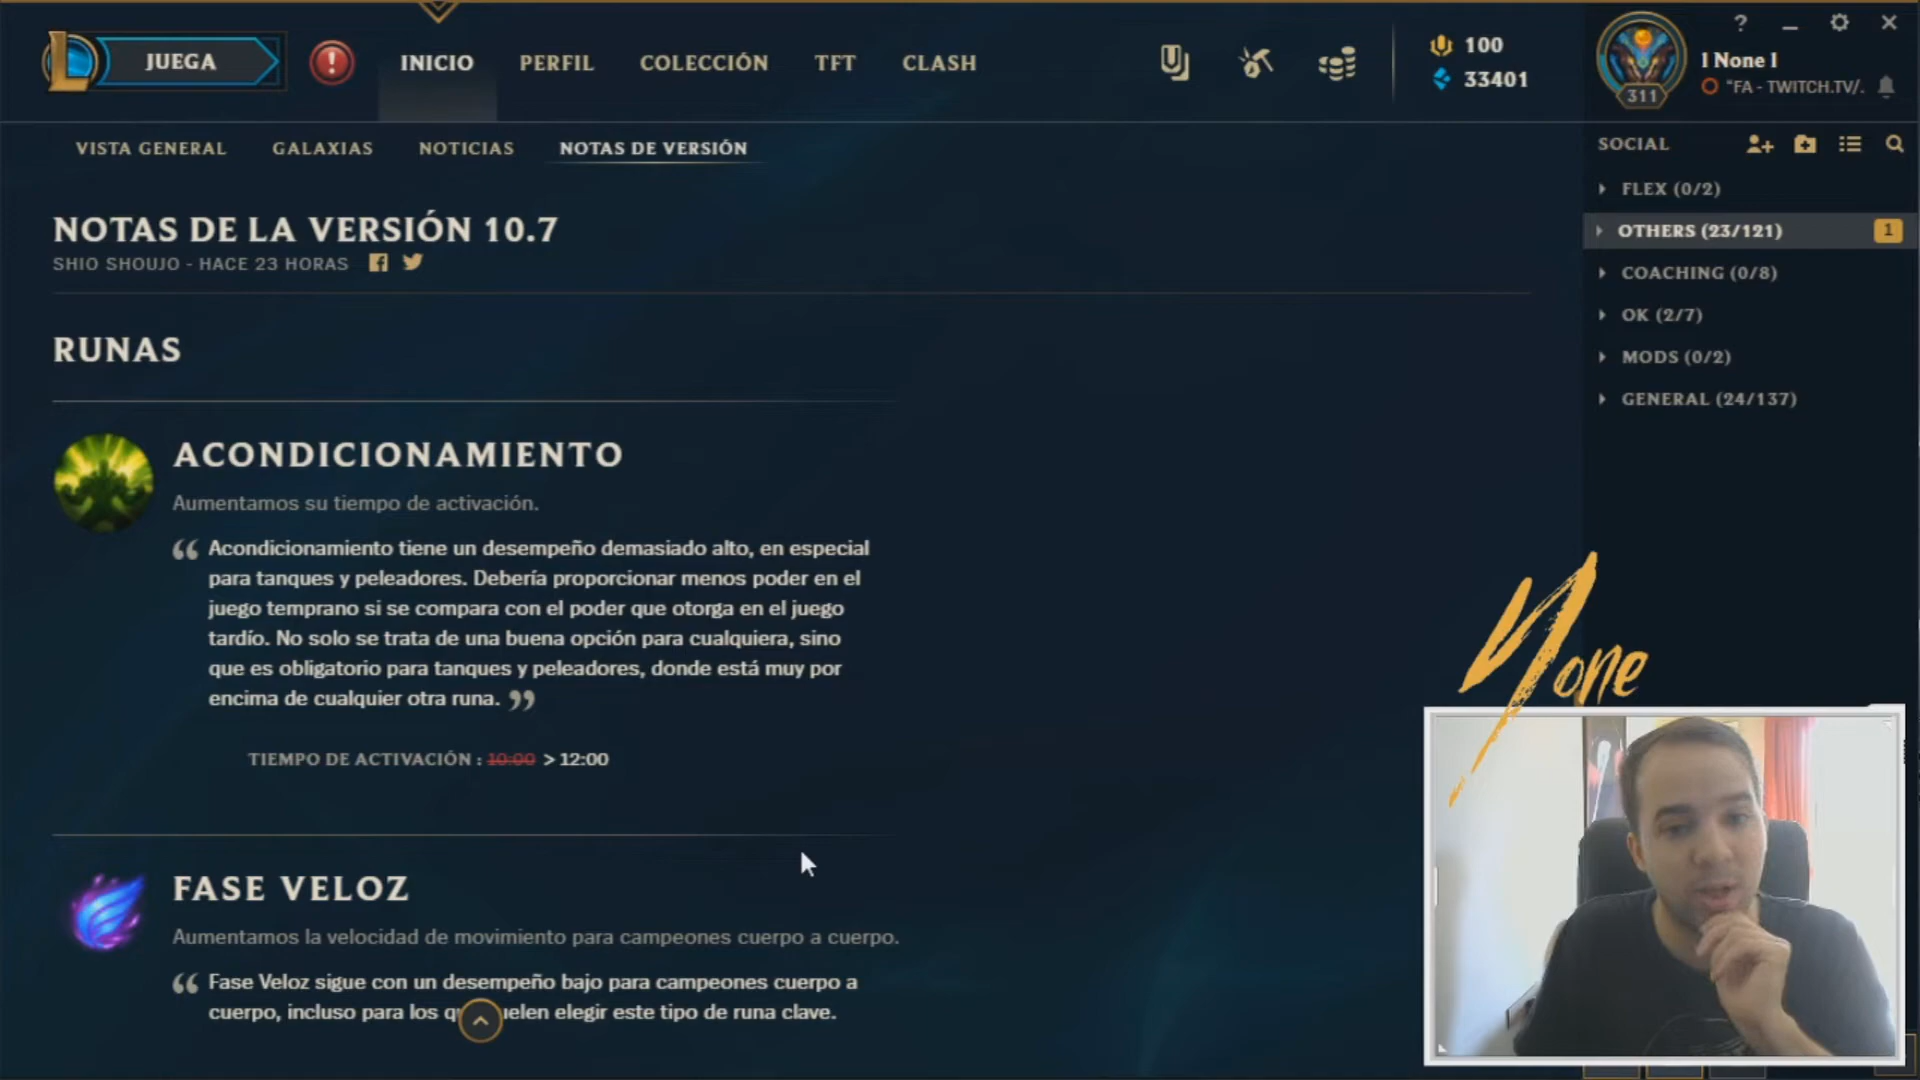 JUEGA
INICIO
PERFIL
COLECCIÓN
TFT
CLASH
100
33401
311
I None I
"FA - TWITCH.TV/.
VISTA GENERAL
GALAXIAS
NOTICIAS
NOTAS DE VERSIÓN
SOCIAL
FLEX (0/2)
OTHERS (23/121)
1
COACHING (0/8)
OK (2/7)
MODS (0/2)
GENERAL (24/137)
NOTAS DE LA VERSIÓN 10.7
SHIO SHOUJO - HACE 23 HORAS
RUNAS
ACONDICIONAMIENTO
Aumentamos su tiempo de activación.
“ Acondicionamiento tiene un desempeño demasiado alto, en especial
para tanques y peleadores. Debería proporcionar menos poder en el
juego temprano si se compara con el poder que otorga en el juego
tardío. No solo se trata de una buena opción para cualquiera, sino
que es obligatorio para tanques y peleadores, donde está muy por
encima de cualquier otra runa. ”
TIEMPO DE ACTIVACIÓN : 10:00 > 12:00
FASE VELOZ
Aumentamos la velocidad de movimiento para campeones cuerpo a cuerpo.
“ Fase Veloz sigue con un desempeño bajo para campeones cuerpo a
cuerpo, incluso para los elegir este tipo de runa clave.
None